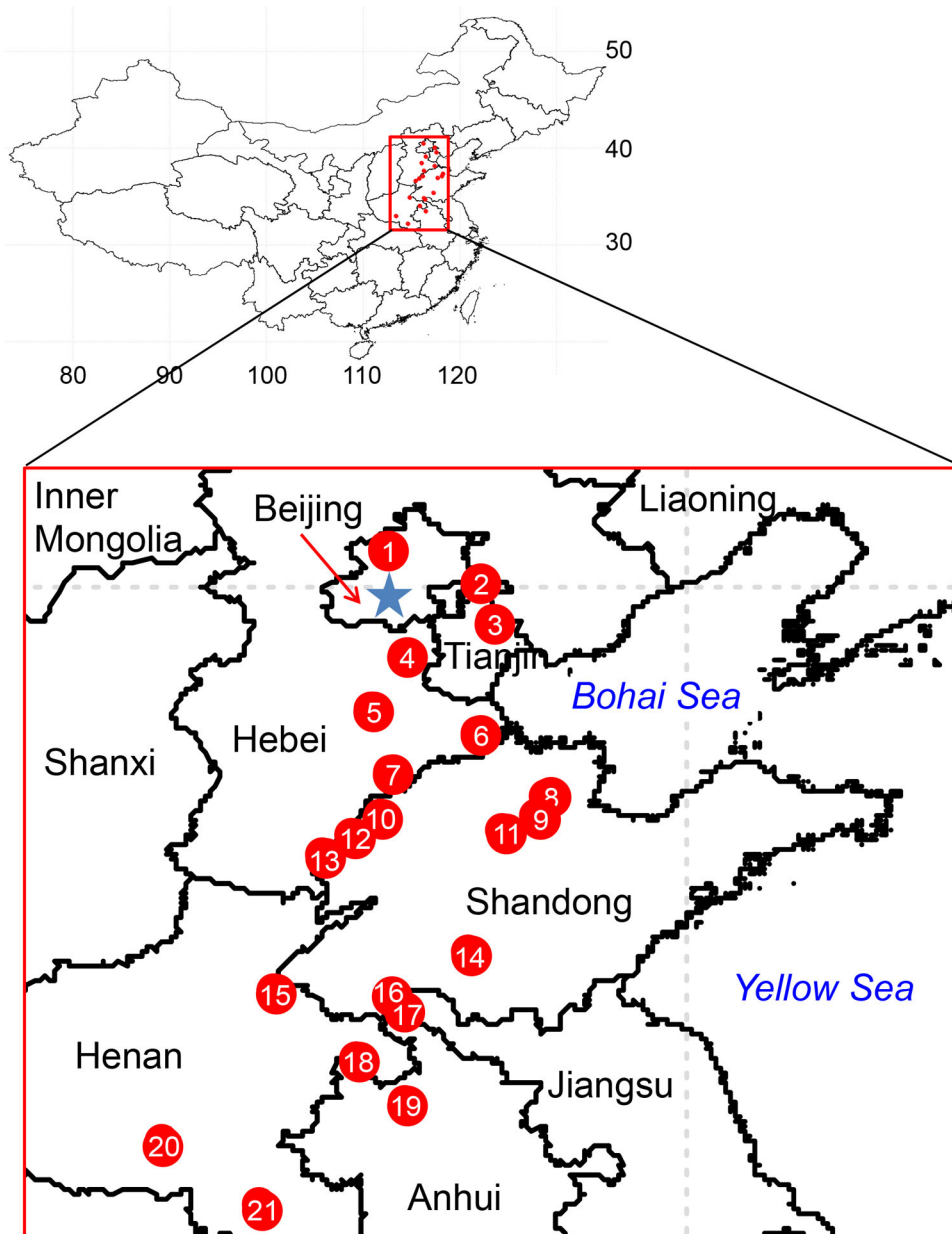 50
40
30
80
90
100
110
120
Inner
Mongolia
Beijing
Liaoning
1
2
3
Tianjin
4
Bohai Sea
5
Hebei
6
Shanxi
7
8
9
10
11
12
13
Shandong
14
Yellow Sea
15
16
17
Henan
18
Jiangsu
19
20
Anhui
21